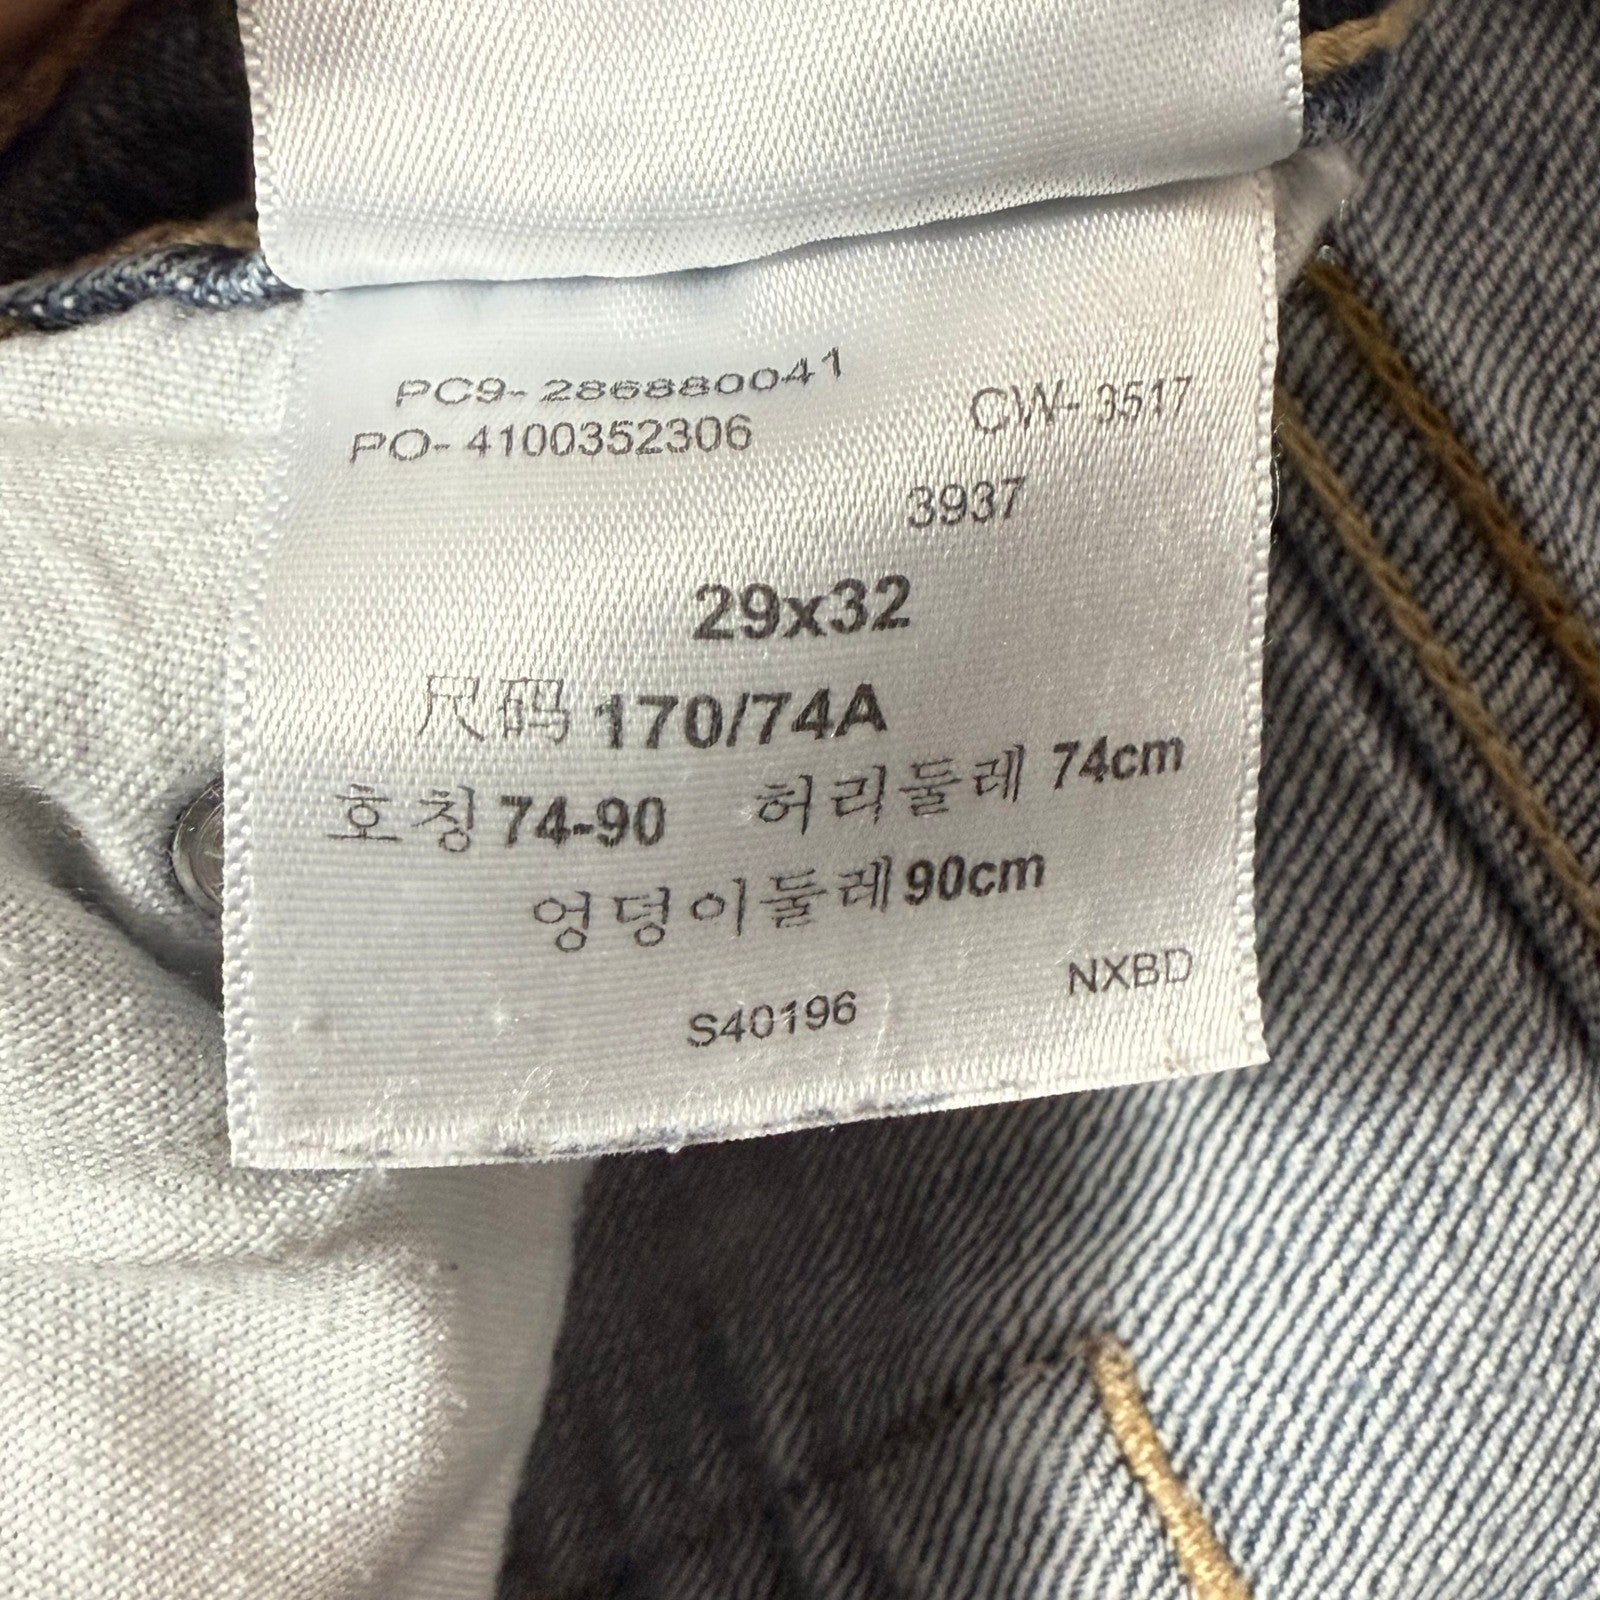 PC9- 286880041
PO- 4100352306
CW- 3517
3937
29x32
尺码 170/74A
호칭 74-90 허리둘레 74cm
엉덩이둘레 90cm
NXBD
S40196